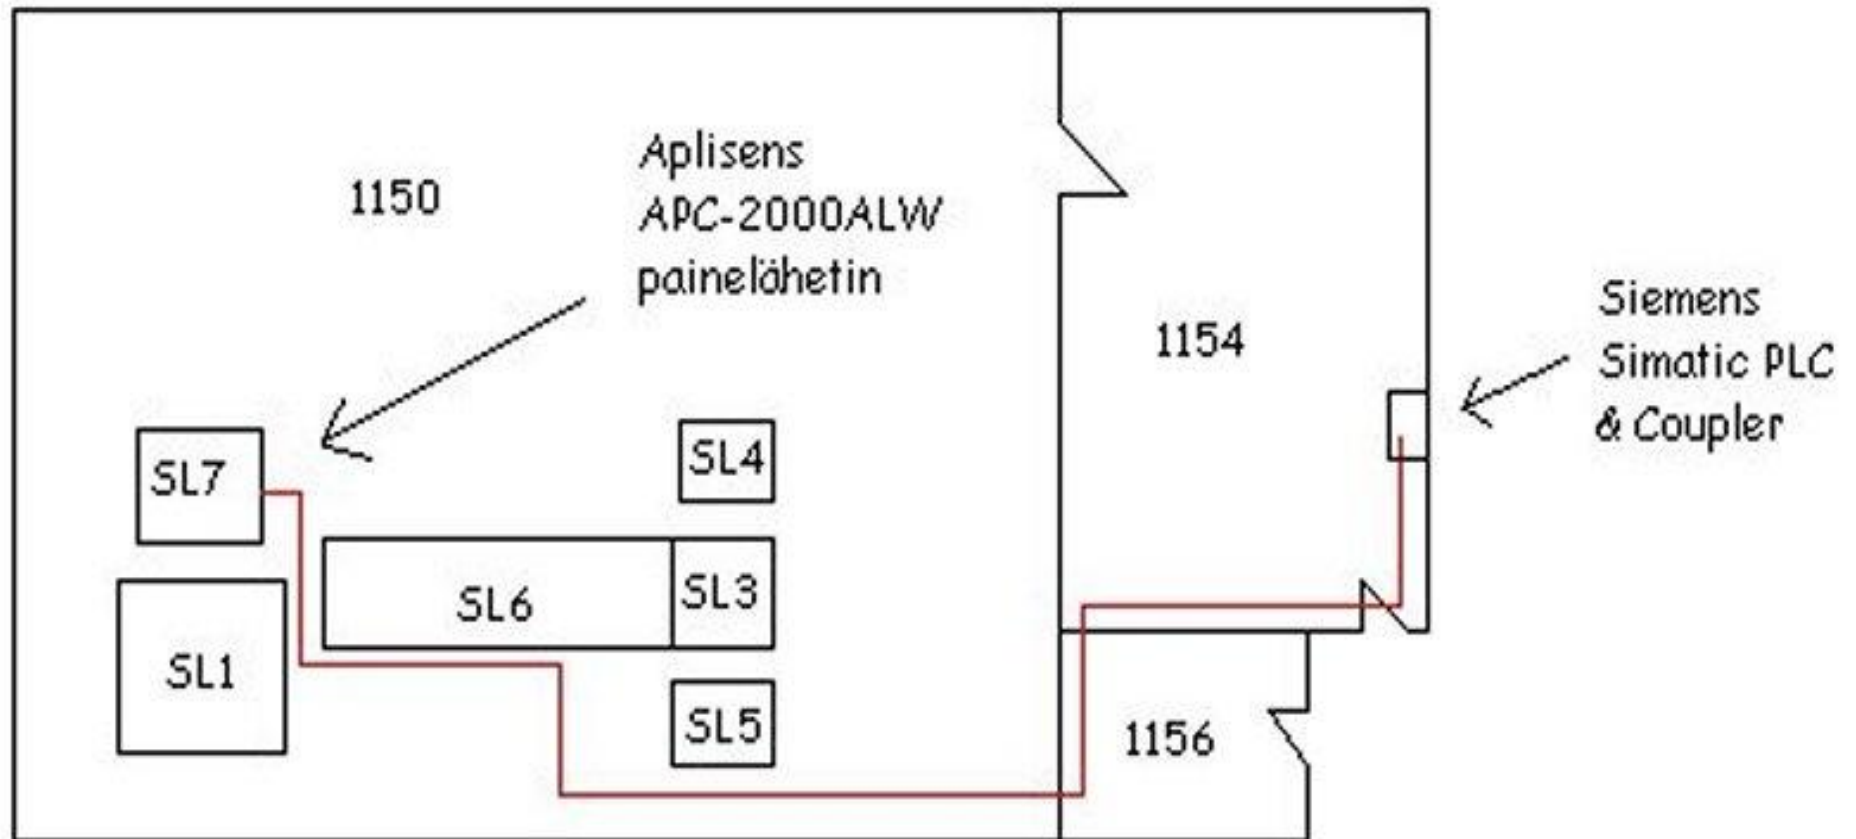 1150
Aplisens
APC-2000ALW
painelähetin
1154
Siemens
Simatic PLC
& Coupler
SL7
SL4
SL6
SL3
SL1
SL5
1156